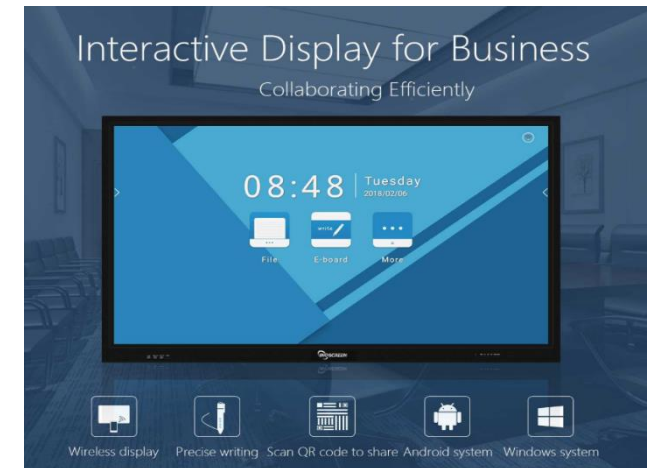 Interactive Display for Business
Collaborating Efficiently
08:48
Tuesday
2018/02/06
write
File
E-board
More
Wireless display
Precise writing
Scan QR code to share
Android system
Windows system